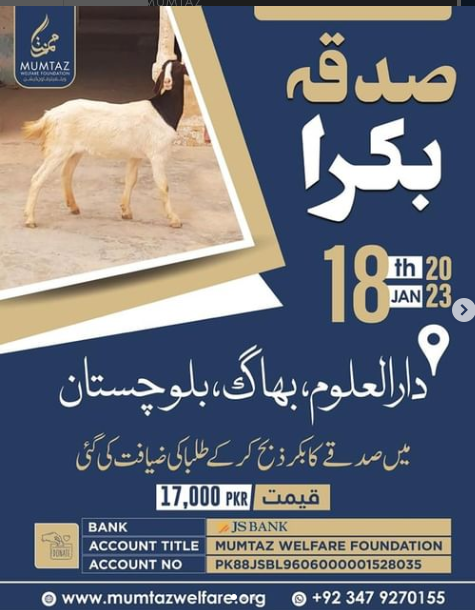 MUMTAZ
WELFARE FOUNDATION
صدقہ
بکرا
18th JAN 2023
دارالعلوم، بھاگ، بلوچستان
میں صدقے کا بکرا ذبح کر کے طلبا کی ضیافت کی گئی
17,000 PKR قیمت
DONATE
BANK JS BANK
ACCOUNT TITLE MUMTAZ WELFARE FOUNDATION
ACCOUNT NO PK88JSBL9606000001528035
www.mumtazwelfare.org +92 347 9270155